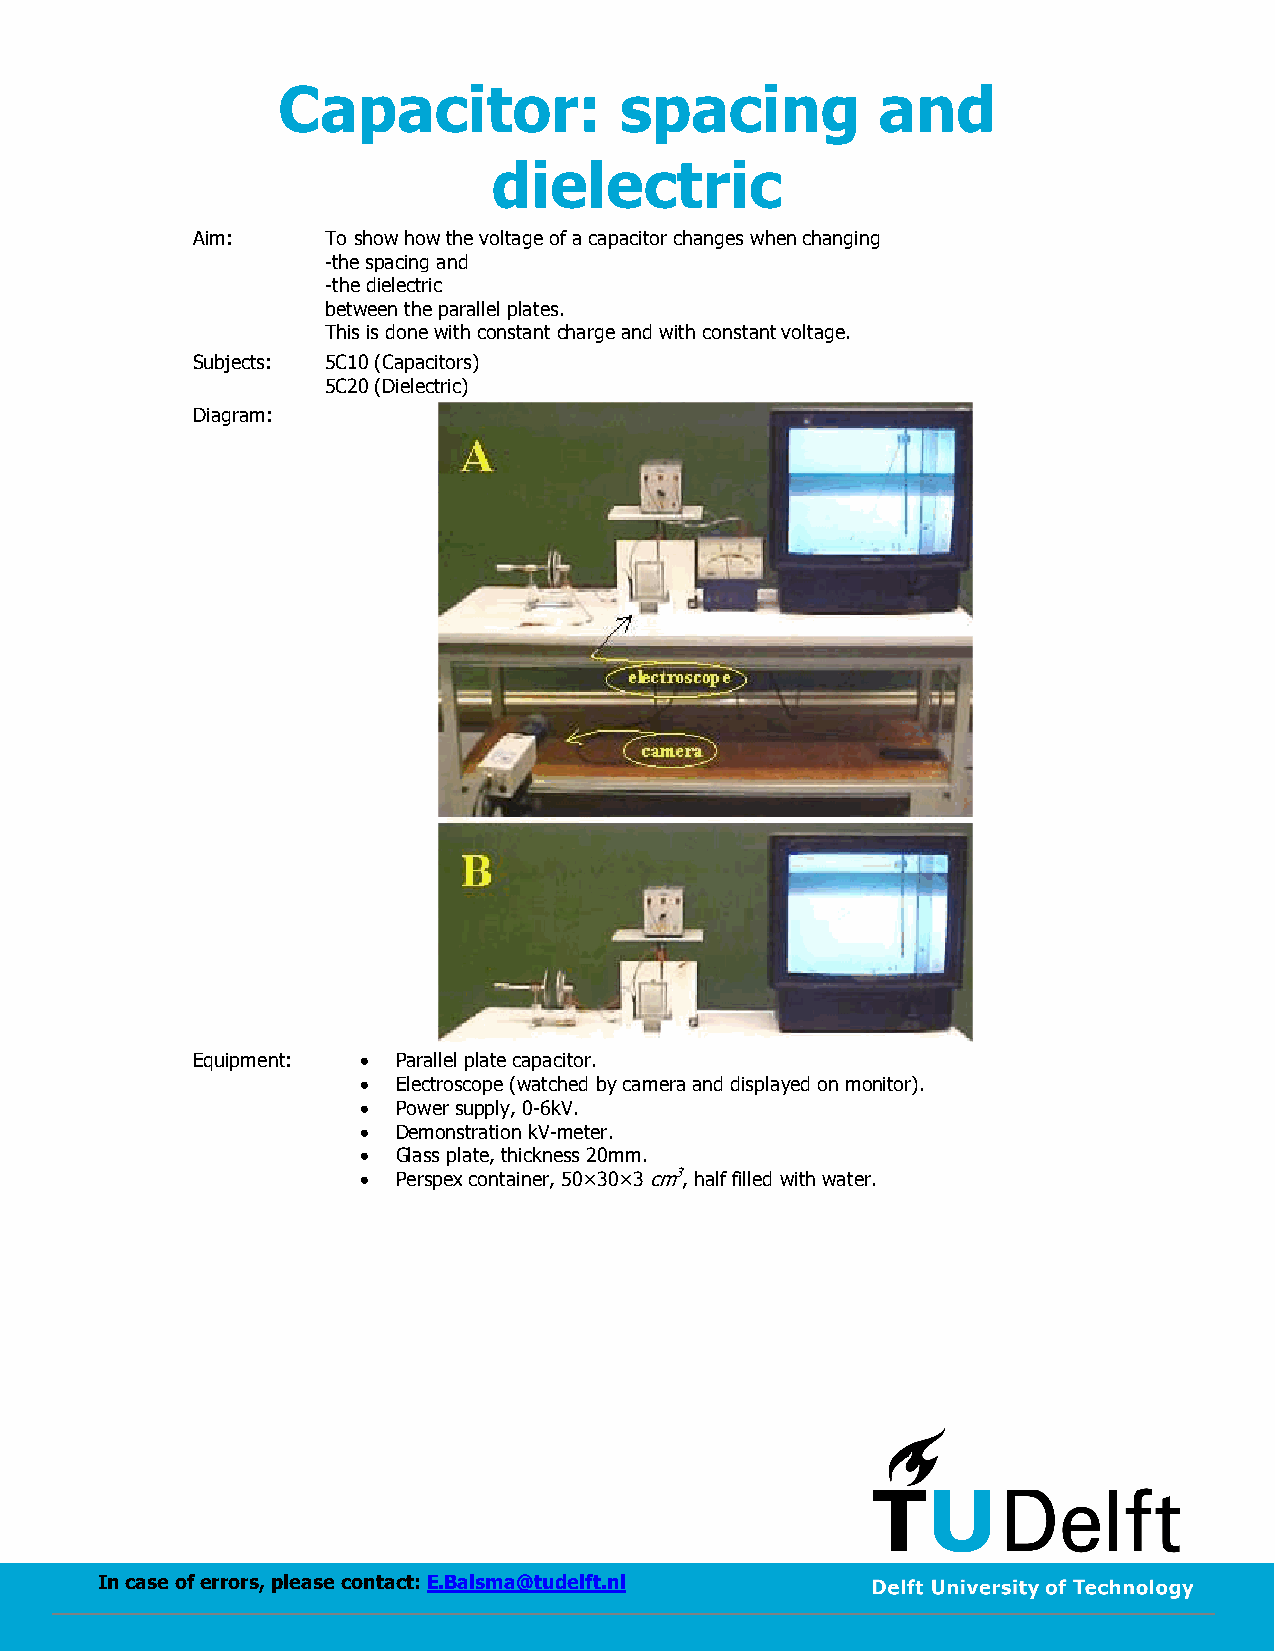 Capacitor: spacing and
dielectric
Aim: To show how the voltage of a capacitor changes when changing
-the spacing and
-the dielectric
between the parallel plates.
This is done with constant charge and with constant voltage.
Subjects: 5C10 (Capacitors)
5C20 (Dielectric)
Diagram:
A
electroscope
camera
B
Equipment: • Parallel plate capacitor.
• Electroscope (watched by camera and displayed on monitor).
• Power supply, 0-6kV.
• Demonstration kV-meter.
• Glass plate, thickness 20mm.
• Perspex container, 50×30×3 cm³, half filled with water.
TUDelft
In case of errors, please contact: E.Balsma@tudelft.nl
Delft University of Technology